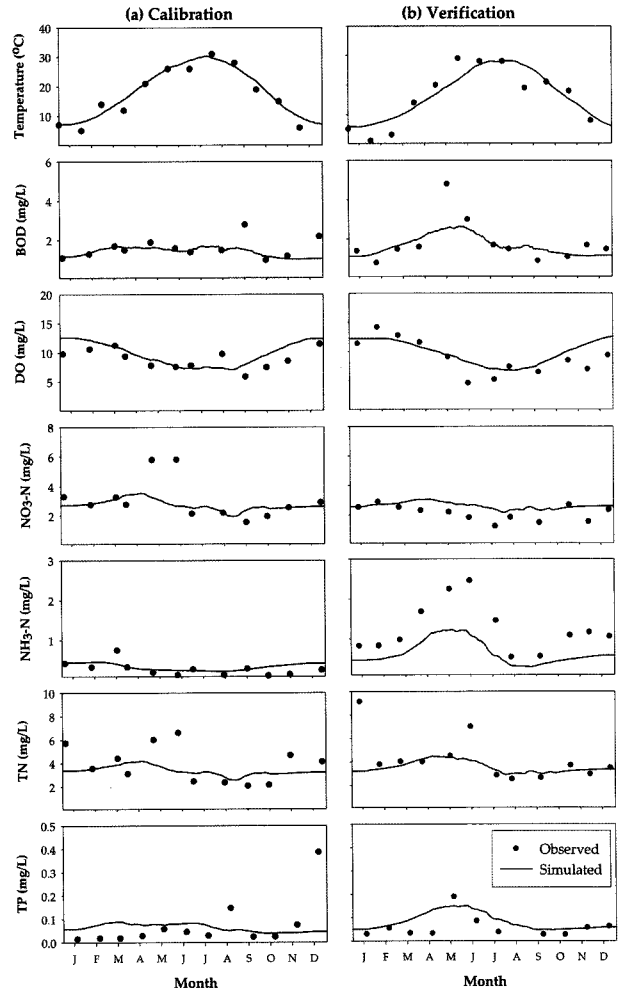 (a) Calibration
(b) Verification
Temperature (°C)
40
30
20
10
BOD (mg/L)
6
4
2
DO (mg/L)
20
15
10
5
NO3-N (mg/L)
8
6
4
2
NH3-N (mg/L)
3
2
1
TN (mg/L)
10
8
6
4
2
TP (mg/L)
0.5
0.4
0.3
0.2
0.1
0.0
Observed
Simulated
J F M A M J J A S O N D
J F M A M J J A S O N D
Month
Month